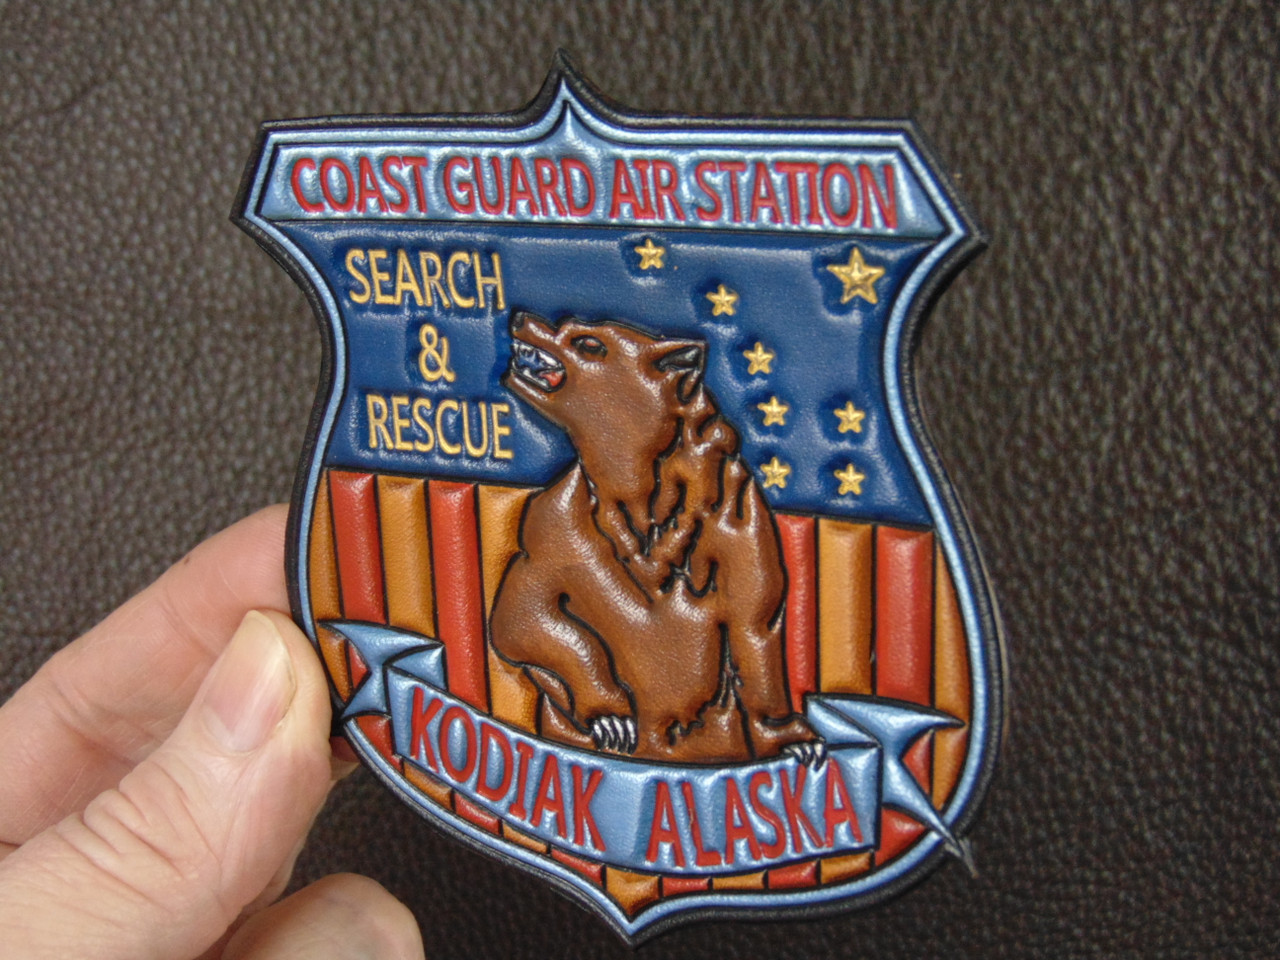 COAST GUARD AIR STATION
SEARCH
&
RESCUE
KODIAK ALASKA